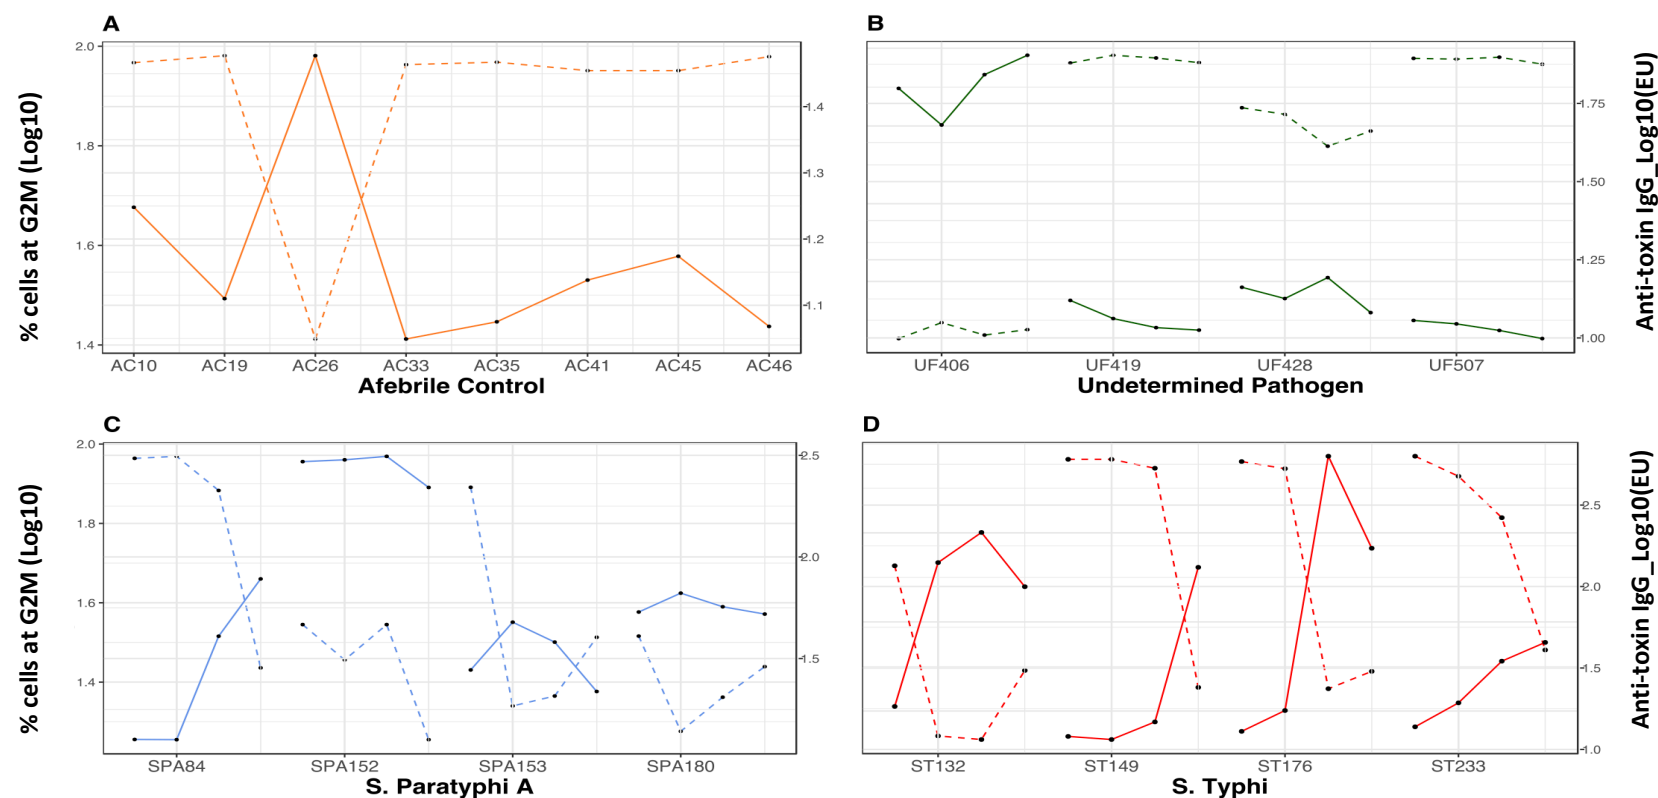 A
B
% cells at G2M (Log10)
2.0
1.8
1.6
1.4
1.4
1.3
1.2
1.1
AC10 AC19 AC26 AC33 AC35 AC41 AC45 AC46
Afebrile Control
1.75
1.50
1.25
1.00
Anti-toxin IgG_Log10(EU)
UF406 UF419 UF428 UF507
Undetermined Pathogen
C
D
% cells at G2M (Log10)
2.0
1.8
1.6
1.4
2.5
2.0
1.5
SPA84 SPA152 SPA153 SPA180
S. Paratyphi A
2.5
2.0
1.5
1.0
Anti-toxin IgG_Log10(EU)
ST132 ST149 ST176 ST233
S. Typhi